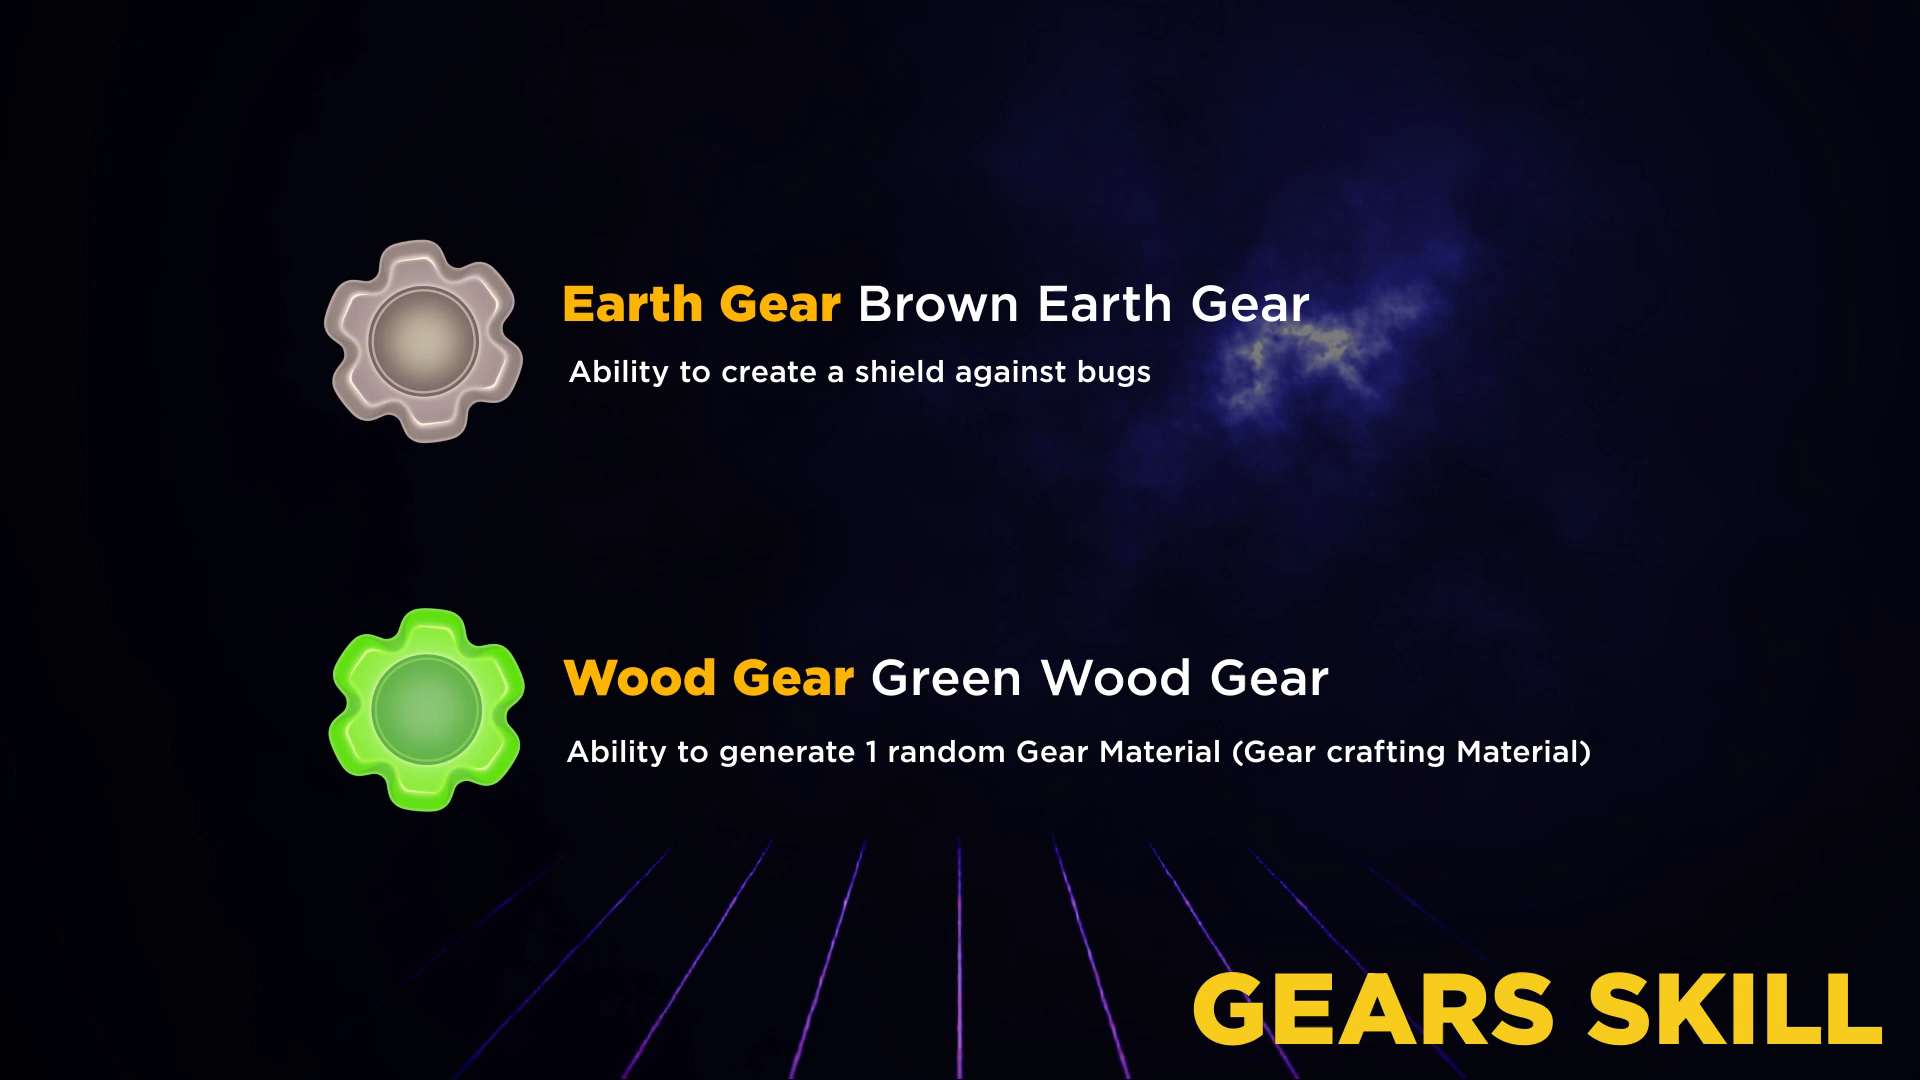 Earth Gear Brown Earth Gear
Ability to create a shield against bugs
Wood Gear Green Wood Gear
Ability to generate 1 random Gear Material (Gear crafting Material)
GEARS SKILL